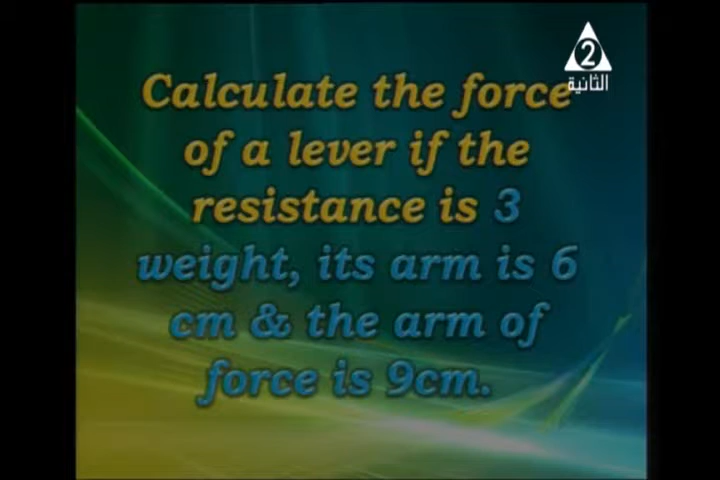 2
الثانية
Calculate the force
of a lever if the
resistance is 3
weight, its arm is 6
cm & the arm of
force is 9cm.